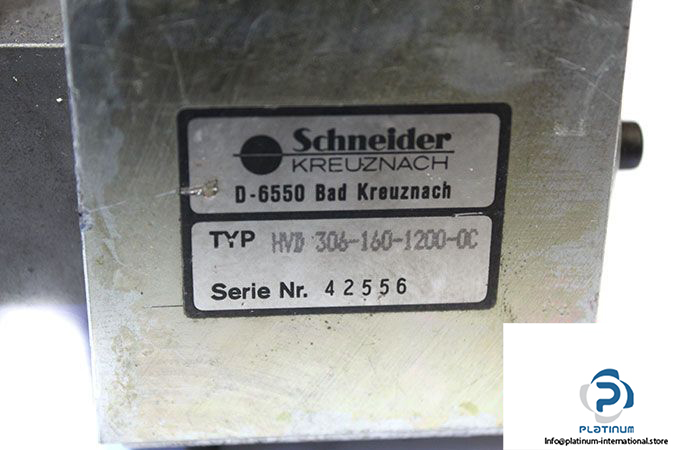 Schneider
KREUZNACH
D-6550 Bad Kreuznach
TYP HVD 306-160-1200-0C
Serie Nr. 42556
PLATINUM
Info@platinum-international.store